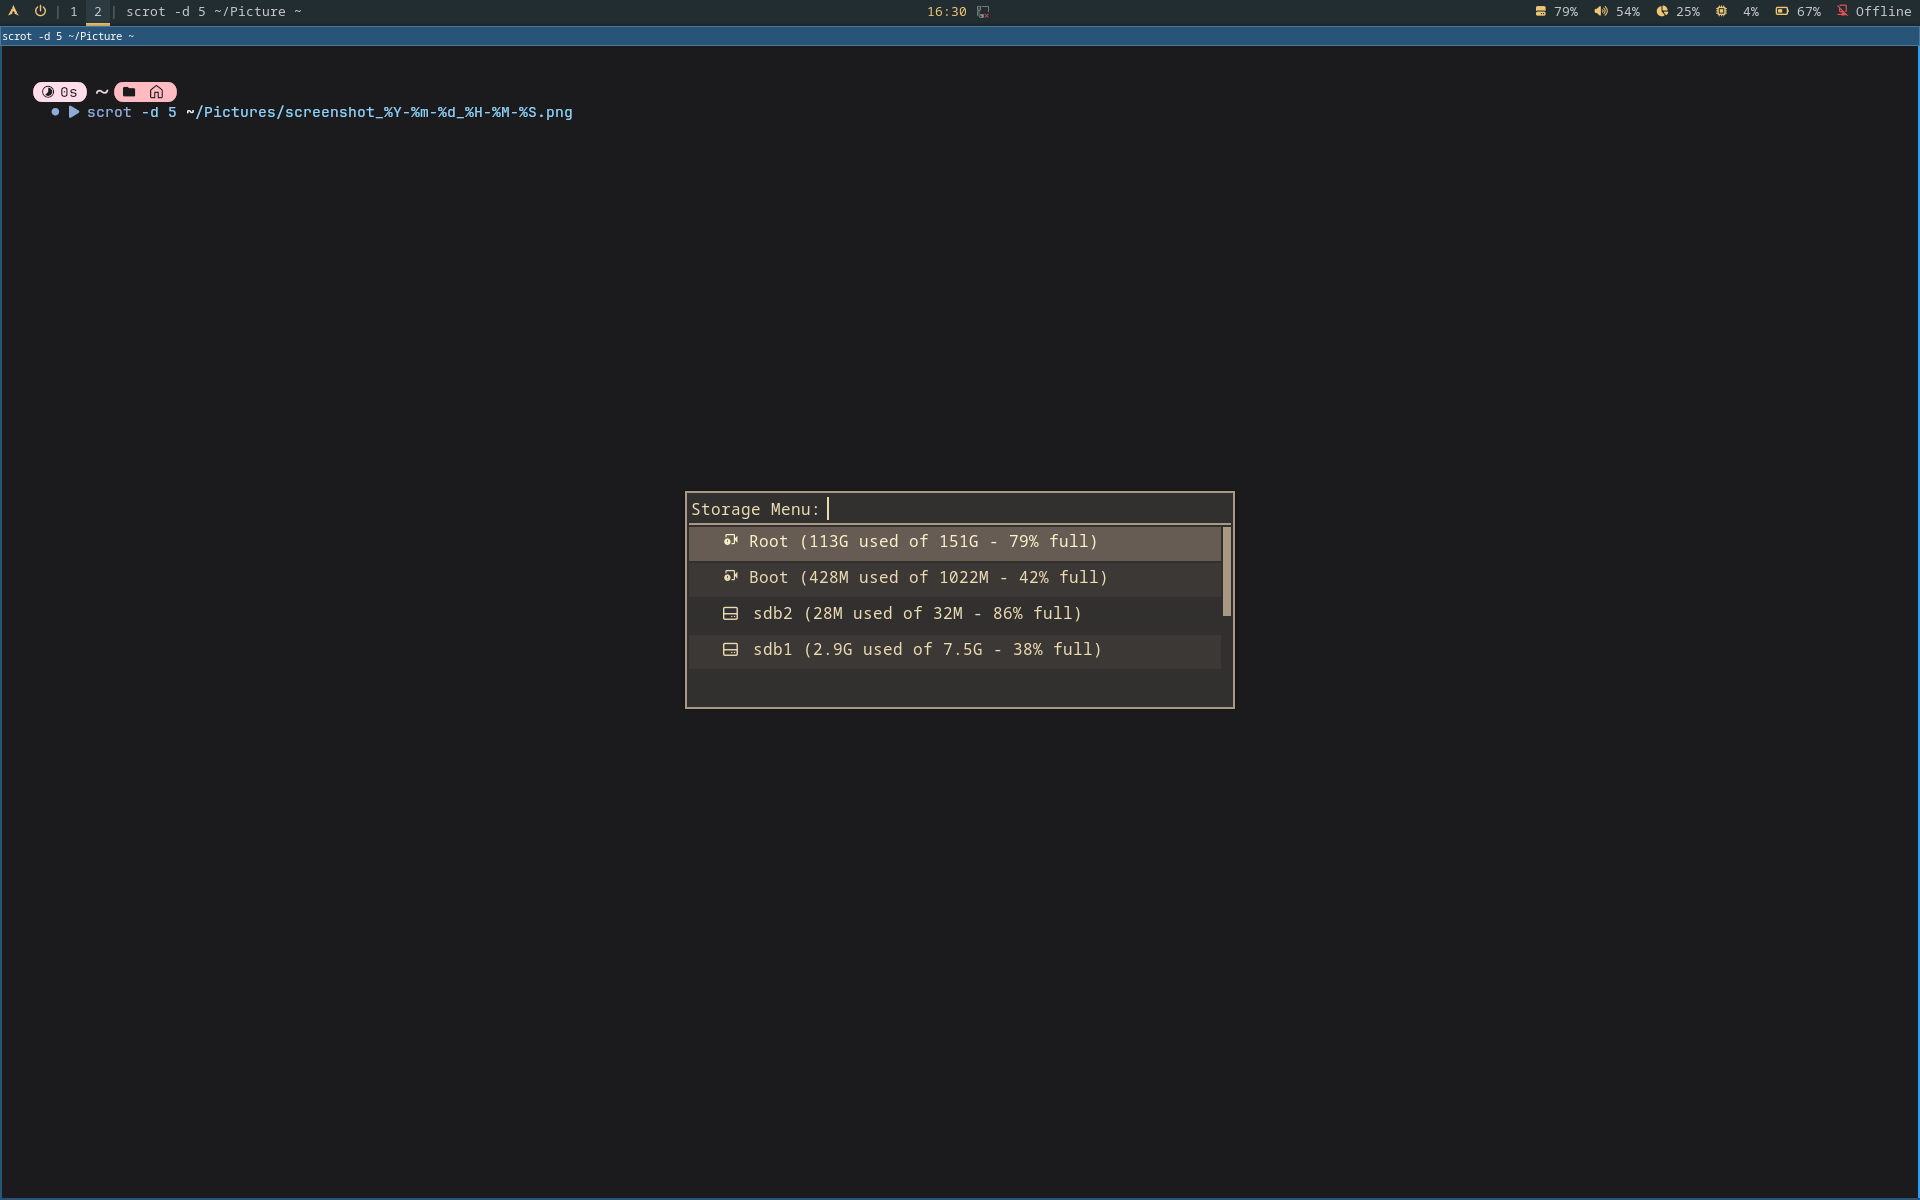 | 1 2 | scrot -d 5 ~/Picture ~ 16:30 79% 54% 25% 4% 67% Offline
scrot -d 5 ~/Picture ~
0s ~
scrot -d 5 ~/Pictures/screenshot_%Y-%m-%d_%H-%M-%S.png
Storage Menu:
Root (113G used of 151G - 79% full)
Boot (428M used of 1022M - 42% full)
sdb2 (28M used of 32M - 86% full)
sdb1 (2.9G used of 7.5G - 38% full)